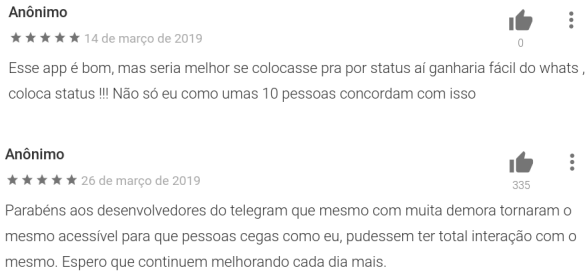 Anônimo
★★★★★ 14 de março de 2019
0
Esse app é bom, mas seria melhor se colocasse pra por status aí ganharia fácil do whats ,
coloca status !!! Não só eu como umas 10 pessoas concordam com isso
Anônimo
★★★★★ 26 de março de 2019
335
Parabéns aos desenvolvedores do telegram que mesmo com muita demora tornaram o
mesmo acessível para que pessoas cegas como eu, pudessem ter total interação com o
mesmo. Espero que continuem melhorando cada dia mais.